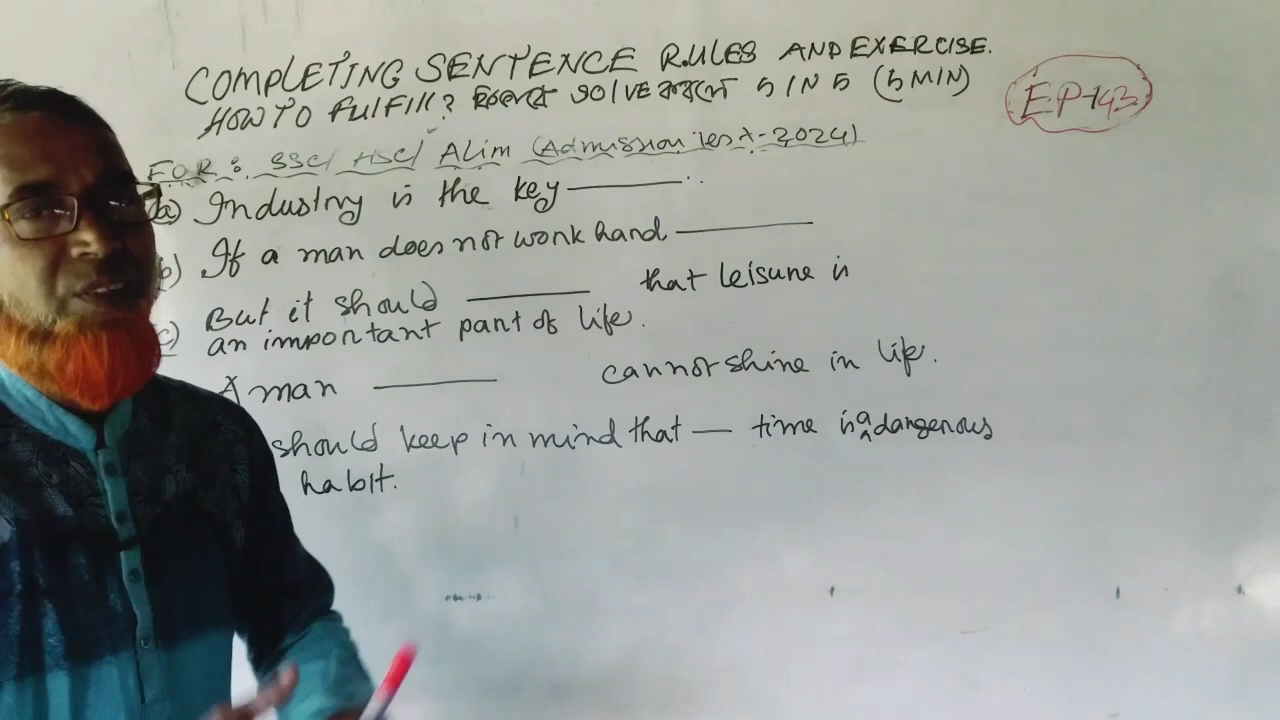 COMPLETING SENTENCE RULES AND EXERCISE.
HOW TO FULFILL? কিভাবে SOLVE করবে 5 IN 5 (5 MIN)
EP-143
FOR : SSC/ HSC/ ALIM (Admission Test-2024)
a) Industry is the key
b) If a man does not work hard
c) But it should that leisure is
an important part of life.
A man cannot shine in life.
should keep in mind that — time is a dangerous
habit.